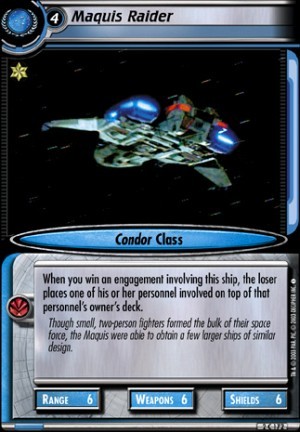 4 Maquis Raider
Condor Class
When you win an engagement involving this ship, the loser
places one of his or her personnel involved on top of that
personnel's owner's deck.
Though small, two-person fighters formed the bulk of their space
force, the Maquis were able to obtain a few larger ships of similar
design.
RANGE 6 WEAPONS 6 SHIELDS 6